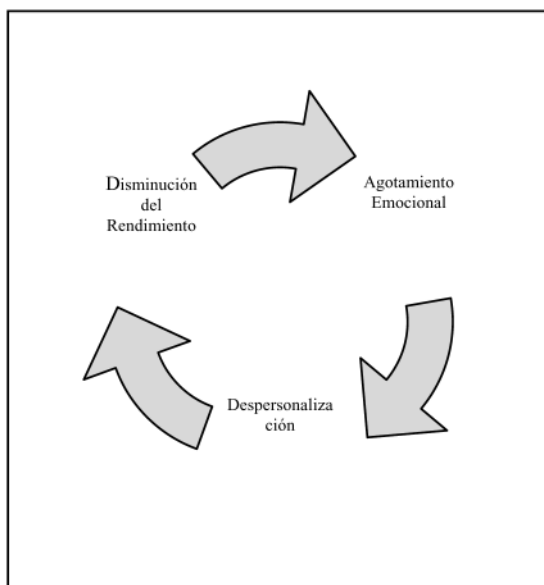 Disminución
del
Rendimiento
Agotamiento
Emocional
Despersonaliza
ción